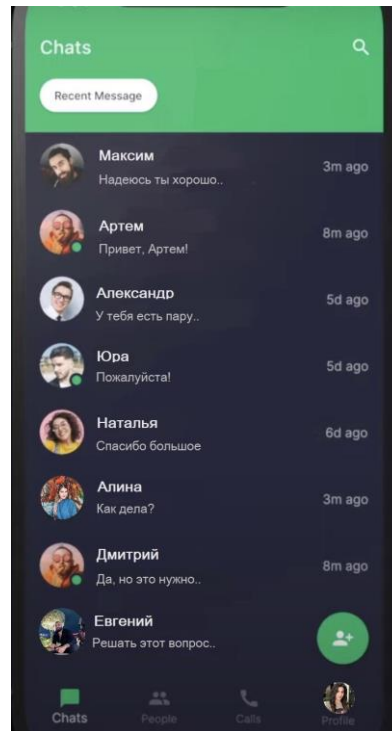 Chats
Recent Message
Максим
Надеюсь ты хорошо..
3m ago
Артем
Привет, Артем!
8m ago
Александр
У тебя есть пару..
5d ago
Юра
Пожалуйста!
5d ago
Наталья
Спасибо большое
6d ago
Алина
Как дела?
3m ago
Дмитрий
Да, но это нужно..
8m ago
Евгений
Решать этот вопрос..
Chats
People
Calls
Profile